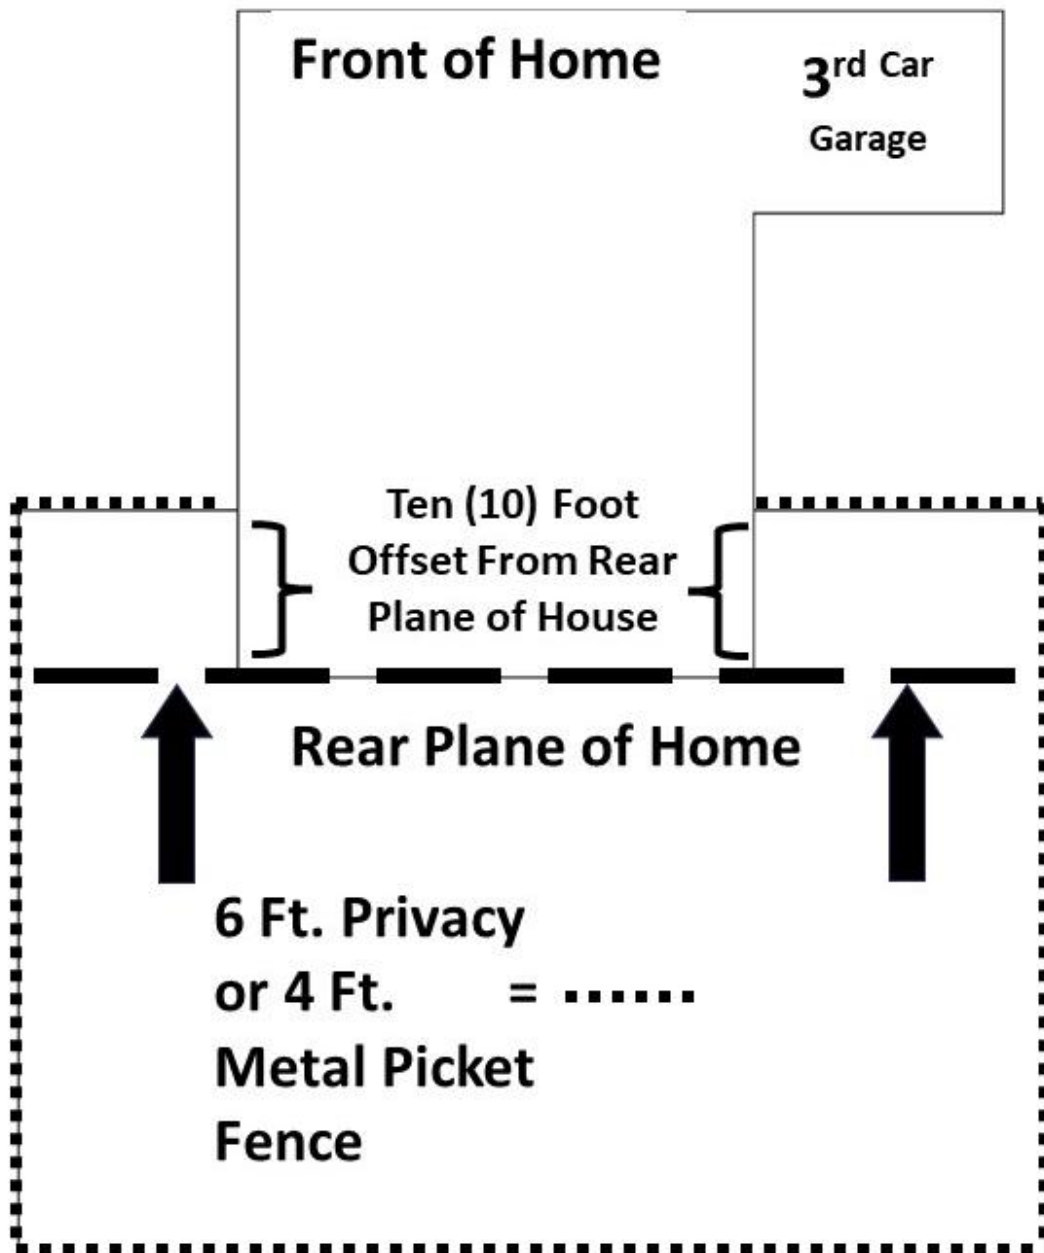 Front of Home
3rd Car
Garage
Ten (10) Foot
Offset From Rear
Plane of House
Rear Plane of Home
6 Ft. Privacy
or 4 Ft. =
Metal Picket
Fence